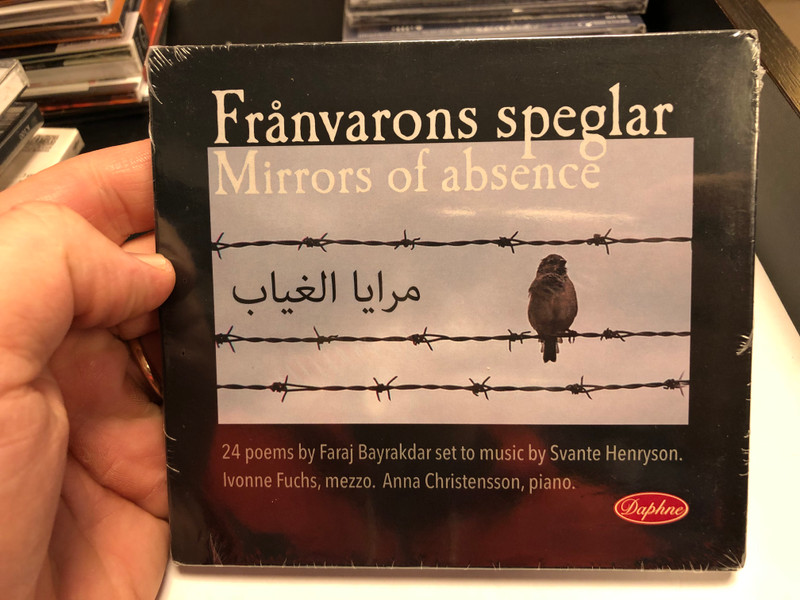 Frånvarons speglar
Mirrors of absence
مرايا الغياب
24 poems by Faraj Bayrakdar set to music by Svante Henryson.
Ivonne Fuchs, mezzo. Anna Christensson, piano.
Daphne